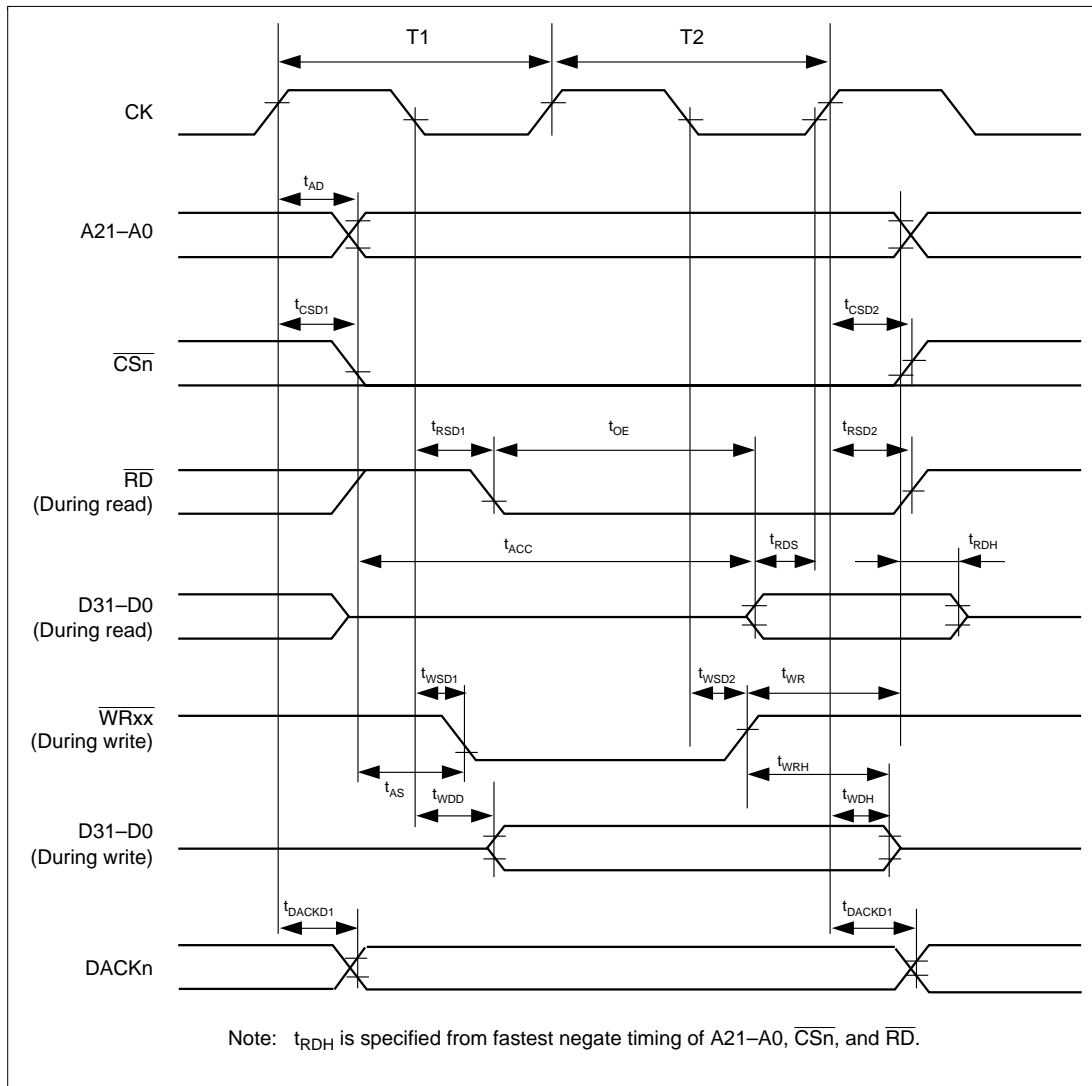 T1 T2
CK
tAD
A21–A0
tCSD1 tCSD2
CSn
tRSD1 tOE tRSD2
RD
(During read)
tACC tRDS tRDH
D31–D0
(During read)
tWSD1 tWSD2 tWR
WRxx
(During write)
tAS tWDD tWRH
tWDH
D31–D0
(During write)
tDACKD1 tDACKD1
DACKn
Note: tRDH is specified from fastest negate timing of A21–A0, CSn, and RD.